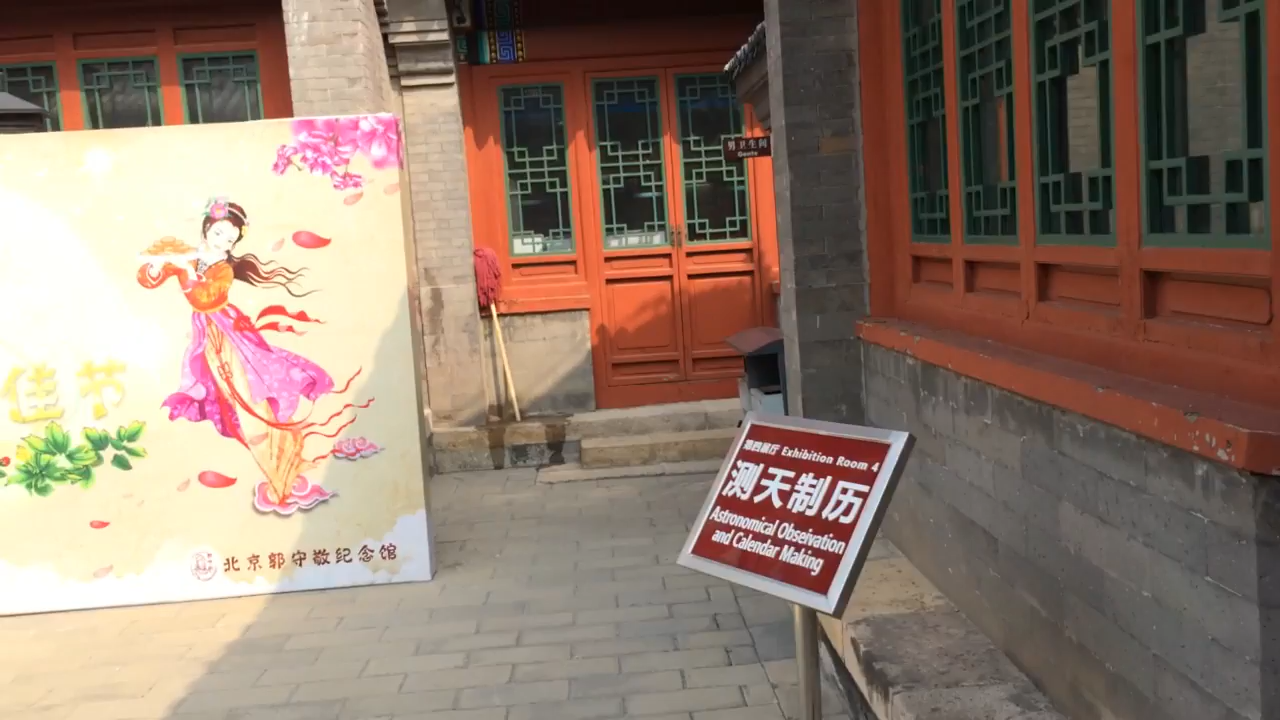 佳节
北京郭守敬纪念馆
男卫生间
Gents
第四展厅 Exhibition Room 4
测天制历
Astronomical Obseivation
and Calendar Making